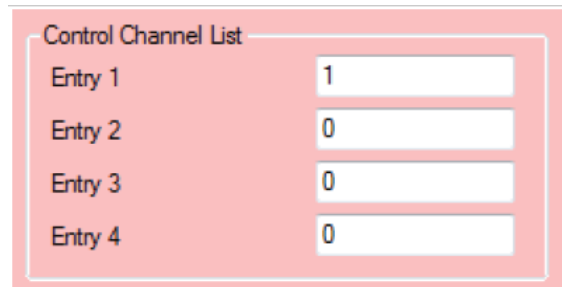 Control Channel List
Entry 1 1
Entry 2 0
Entry 3 0
Entry 4 0